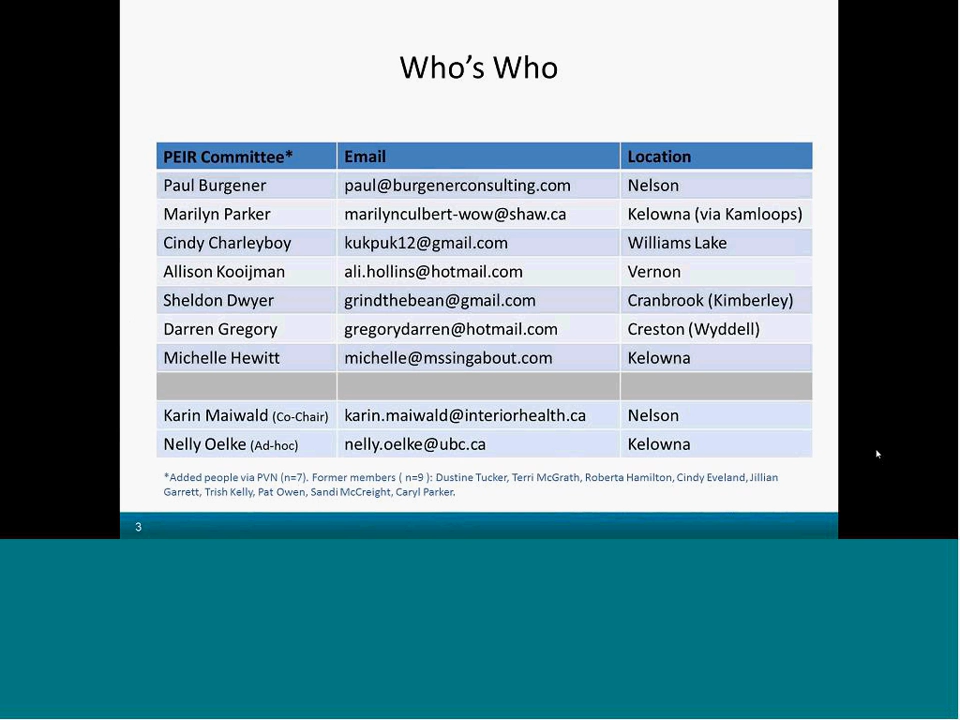 Who's Who
PEIR Committee* Email Location
Paul Burgener paul@burgenerconsulting.com Nelson
Marilyn Parker marilynculbert-wow@shaw.ca Kelowna (via Kamloops)
Cindy Charleyboy kukpuk12@gmail.com Williams Lake
Allison Kooijman ali.hollins@hotmail.com Vernon
Sheldon Dwyer grindthebean@gmail.com Cranbrook (Kimberley)
Darren Gregory gregorydarren@hotmail.com Creston (Wyddell)
Michelle Hewitt michelle@mssingabout.com Kelowna
Karin Maiwald (Co-Chair) karin.maiwald@interiorhealth.ca Nelson
Nelly Oelke (Ad-hoc) nelly.oelke@ubc.ca Kelowna
*Added people via PVN (n=7). Former members ( n=9 ): Dustine Tucker, Terri McGrath, Roberta Hamilton, Cindy Eveland, Jillian
Garrett, Trish Kelly, Pat Owen, Sandi McCreight, Caryl Parker.
3